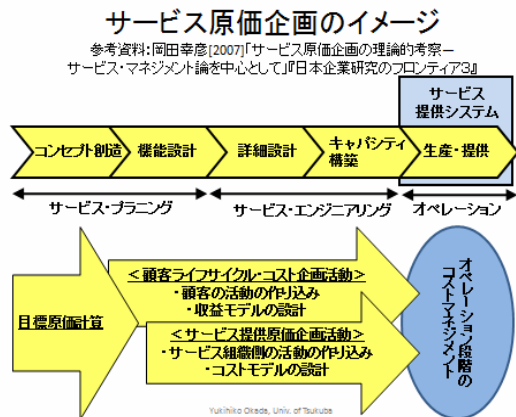 サービス原価企画のイメージ
参考資料:岡田幸彦[2007]「サービス原価企画の理論的考察ー
サービス・マネジメント論を中心として」『日本企業研究のフロンティア3』
サービス
提供システム
コンセプト創造
機能設計
詳細設計
キャパシティ
構築
生産・提供
サービス・プラニング
サービス・エンジニアリング
オペレーション
目標原価計算
<顧客ライフサイクル・コスト企画活動>
・顧客の活動の作り込み
・収益モデルの設計
<サービス提供原価企画活動>
・サービス組織側の活動の作り込み
・コストモデルの設計
オペレーション段階の
コストマネジメント
Yukihiko Okada, Univ. of Tsukuba